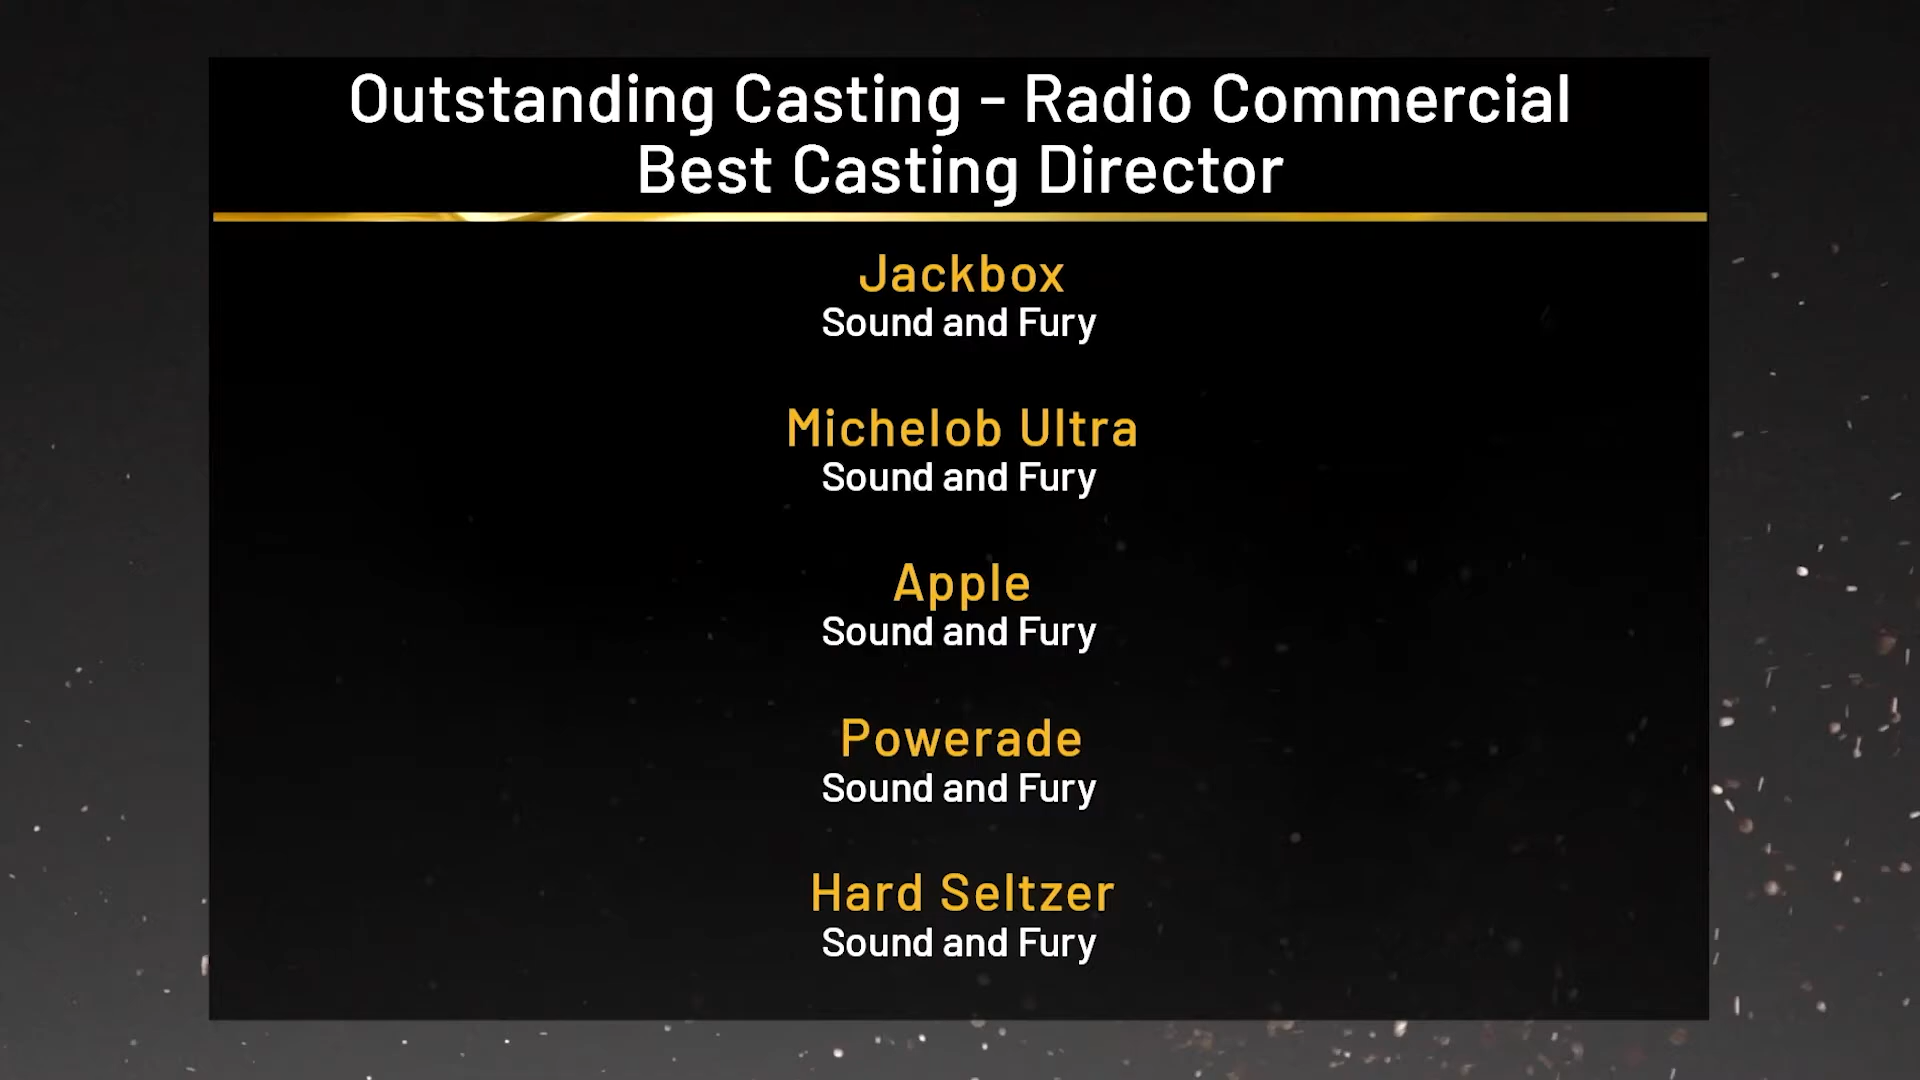 Outstanding Casting - Radio Commercial
Best Casting Director
Jackbox
Sound and Fury
Michelob Ultra
Sound and Fury
Apple
Sound and Fury
Powerade
Sound and Fury
Hard Seltzer
Sound and Fury